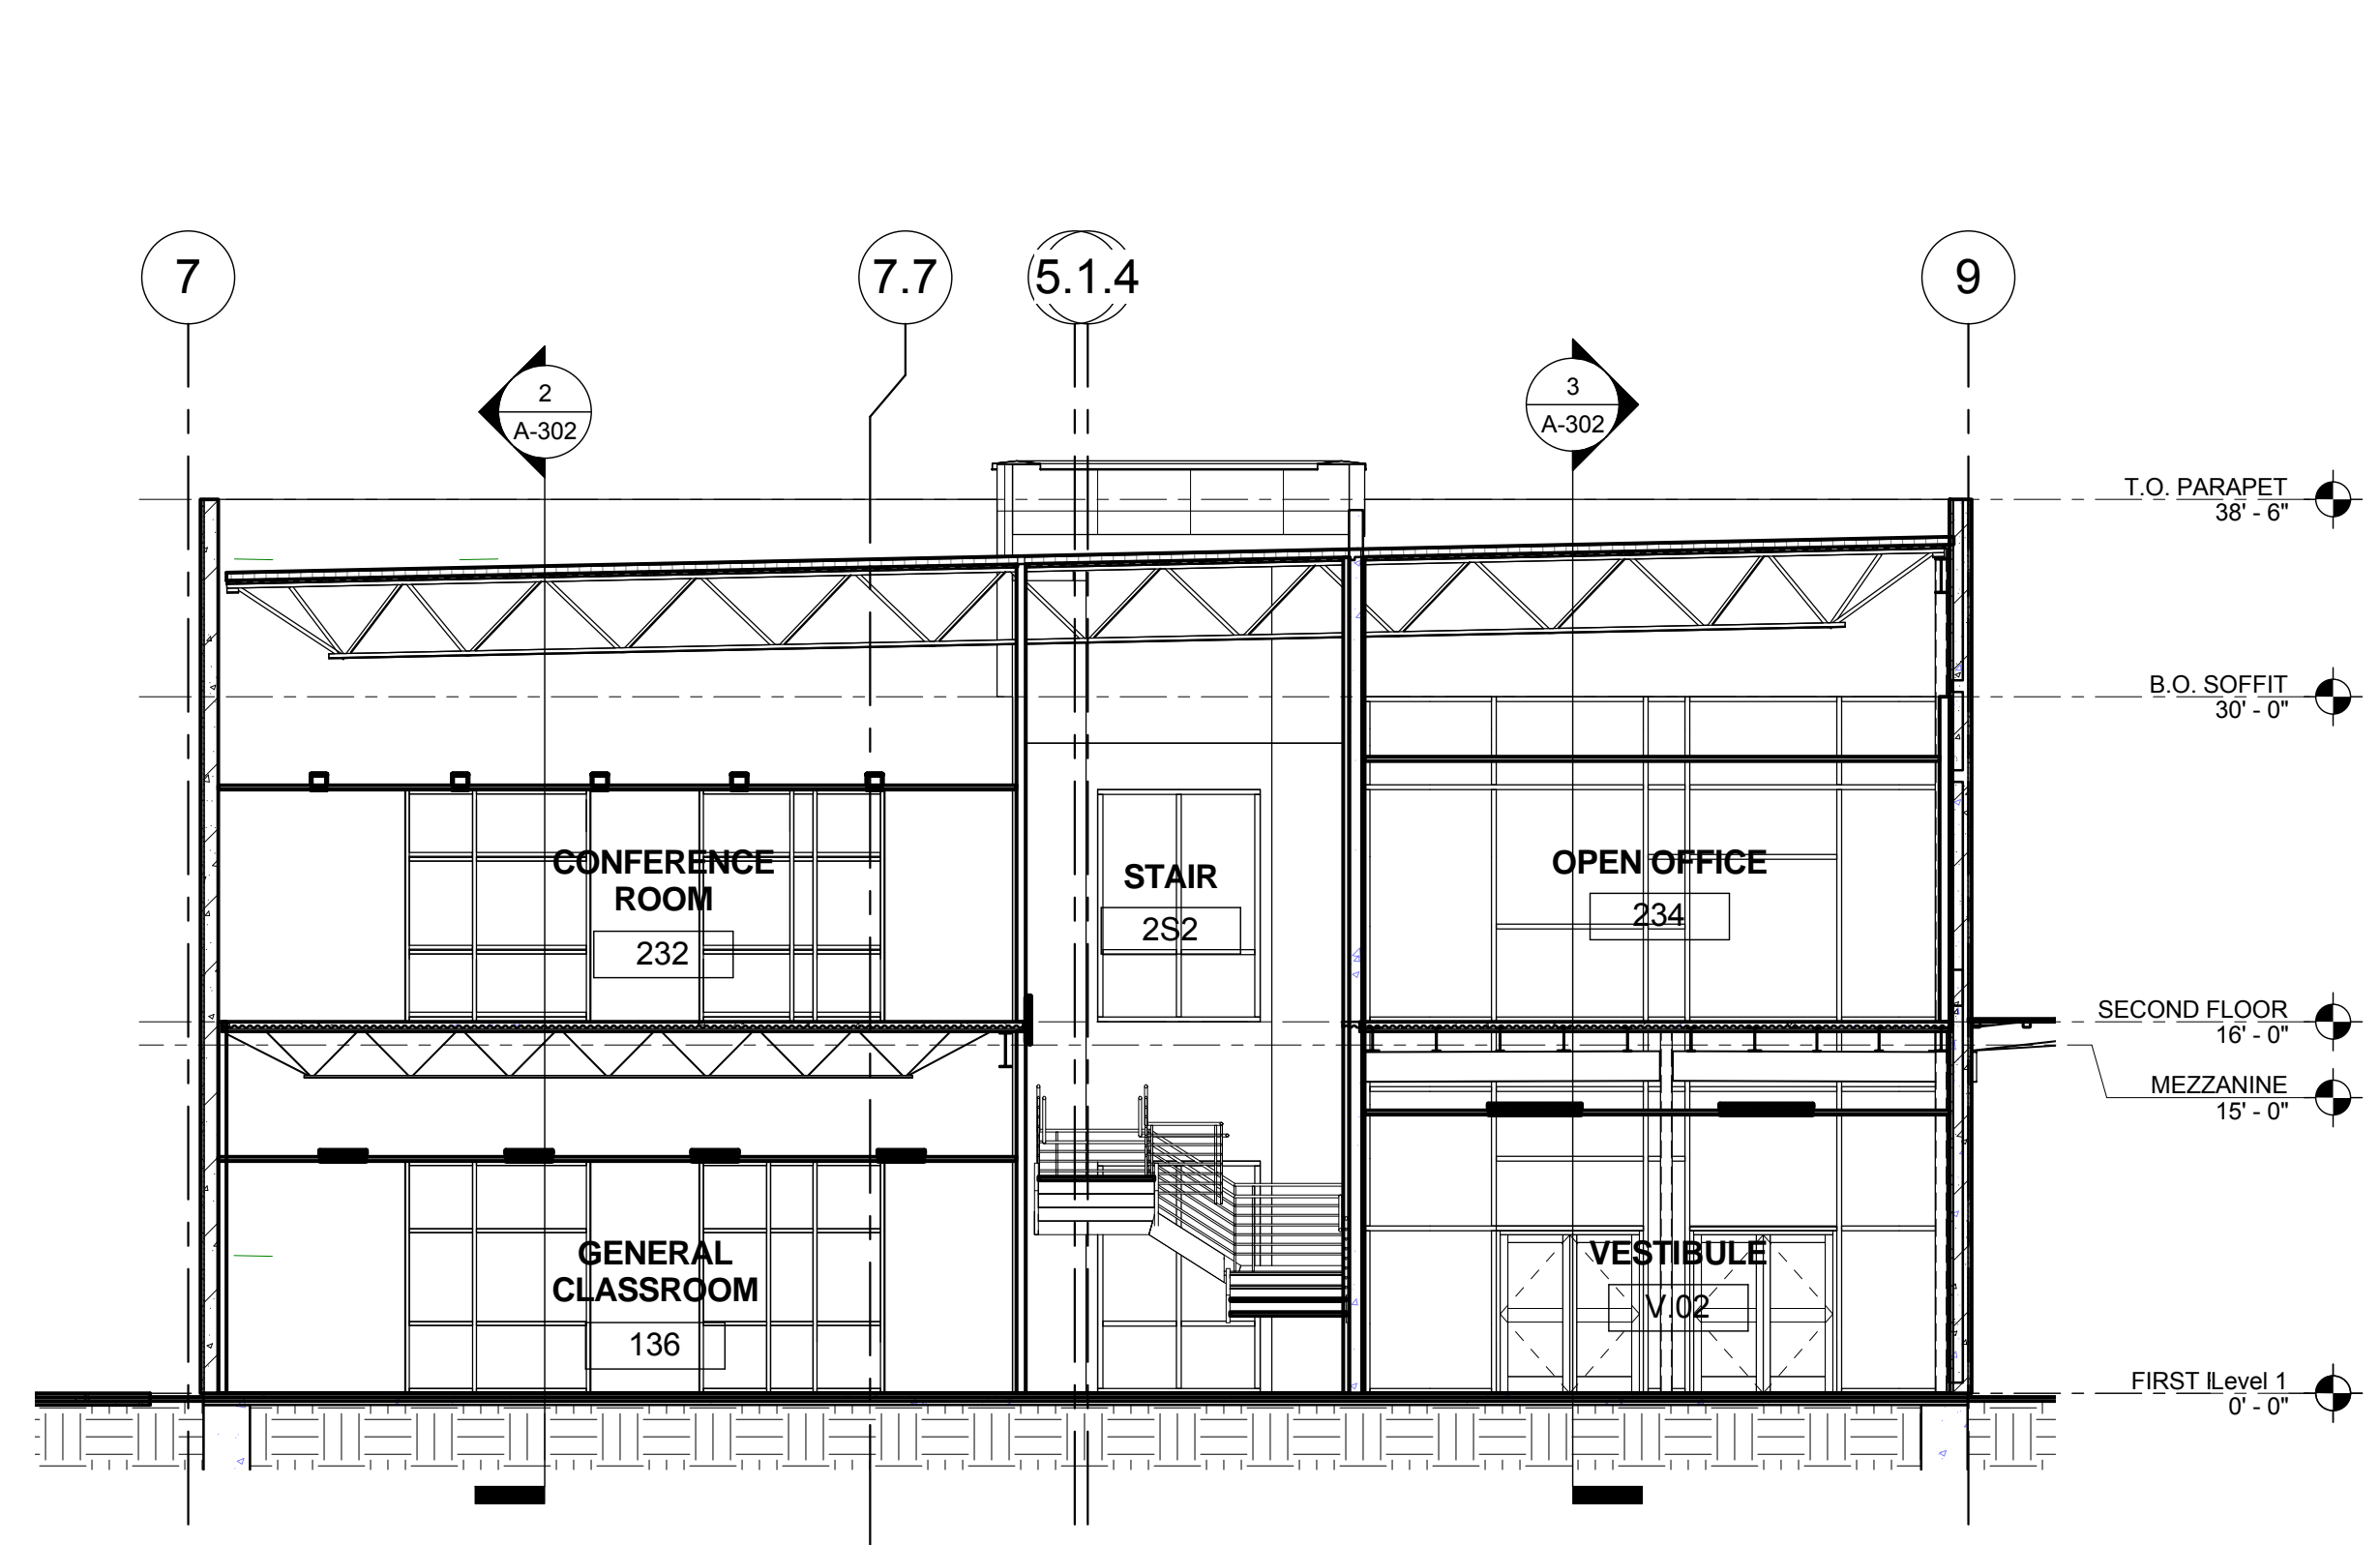 7
7.7
5.1.4
9
2
A-302
3
A-302
T.O. PARAPET
38' - 6"
B.O. SOFFIT
30' - 0"
CONFERENCE
ROOM
232
STAIR
2S2
OPEN OFFICE
234
SECOND FLOOR
16' - 0"
MEZZANINE
15' - 0"
GENERAL
CLASSROOM
136
VESTIBULE
V.02
FIRST Level 1
0' - 0"